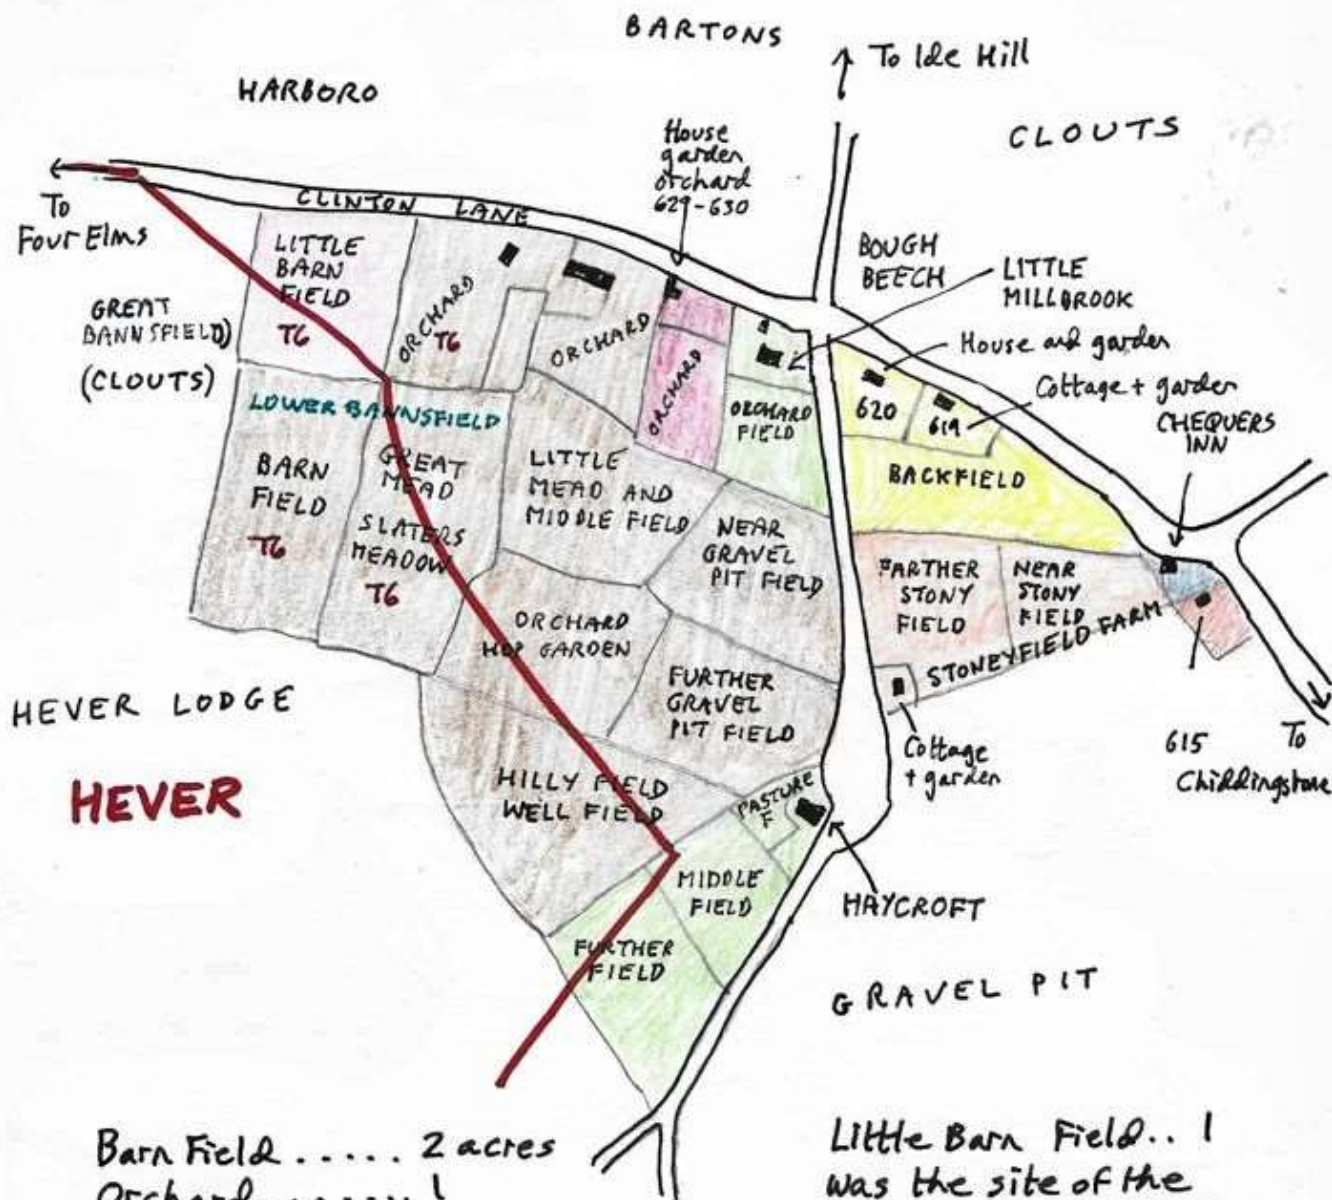 BARTONS
To Ide Hill
HARBORO
CLOUTS
House
garden
orchard
629-630
To
Four Elms
CLINTON LANE
LITTLE
BARN
FIELD
T6
ORCHARD
T6
ORCHARD
BOUGH
BEECH
LITTLE
MILLBROOK
GREAT
BANNSFIELD)
(CLOUTS)
House and garden
Cottage + garden
CHEQUERS
INN
ORCHARD
ORCHARD
FIELD
620
619
BACKFIELD
LOWER BANNSFIELD
BARN
FIELD
T6
GREAT
MEAD
SLATERS
MEADOW
T6
LITTLE
MEAD AND
MIDDLE FIELD
NEAR
GRAVEL
PIT FIELD
FARTHER
STONY
FIELD
NEAR
STONY
FIELD
STONEYFIELD FARM
ORCHARD
HOP GARDEN
FURTHER
GRAVEL
PIT FIELD
HEVER LODGE
HEVER
Cottage
+ garden
615
To
Chiddingstone
HILLY FIELD
WELL FIELD
PASTURE
F
MIDDLE
FIELD
HAYCROFT
FURTHER
FIELD
GRAVEL PIT
Barn Field ..... 2 acres
Orchard ...... 1
Little Barn Field.. 1
was the site of the